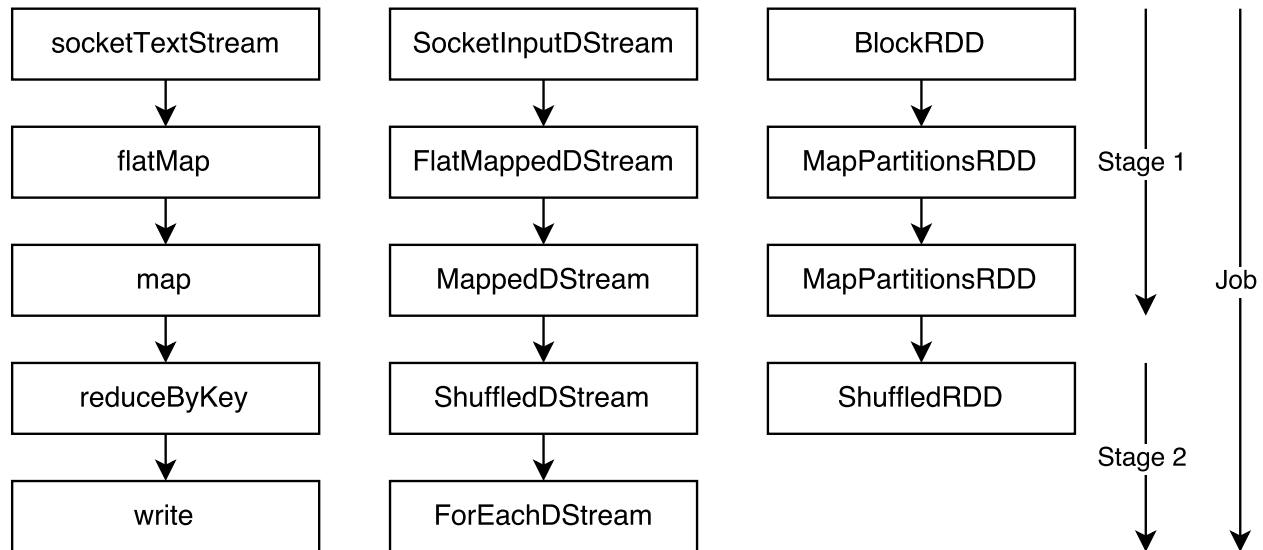 socketTextStream
SocketInputDStream
BlockRDD
flatMap
FlatMappedDStream
MapPartitionsRDD
Stage 1
map
MappedDStream
MapPartitionsRDD
Job
reduceByKey
ShuffledDStream
ShuffledRDD
Stage 2
write
ForEachDStream